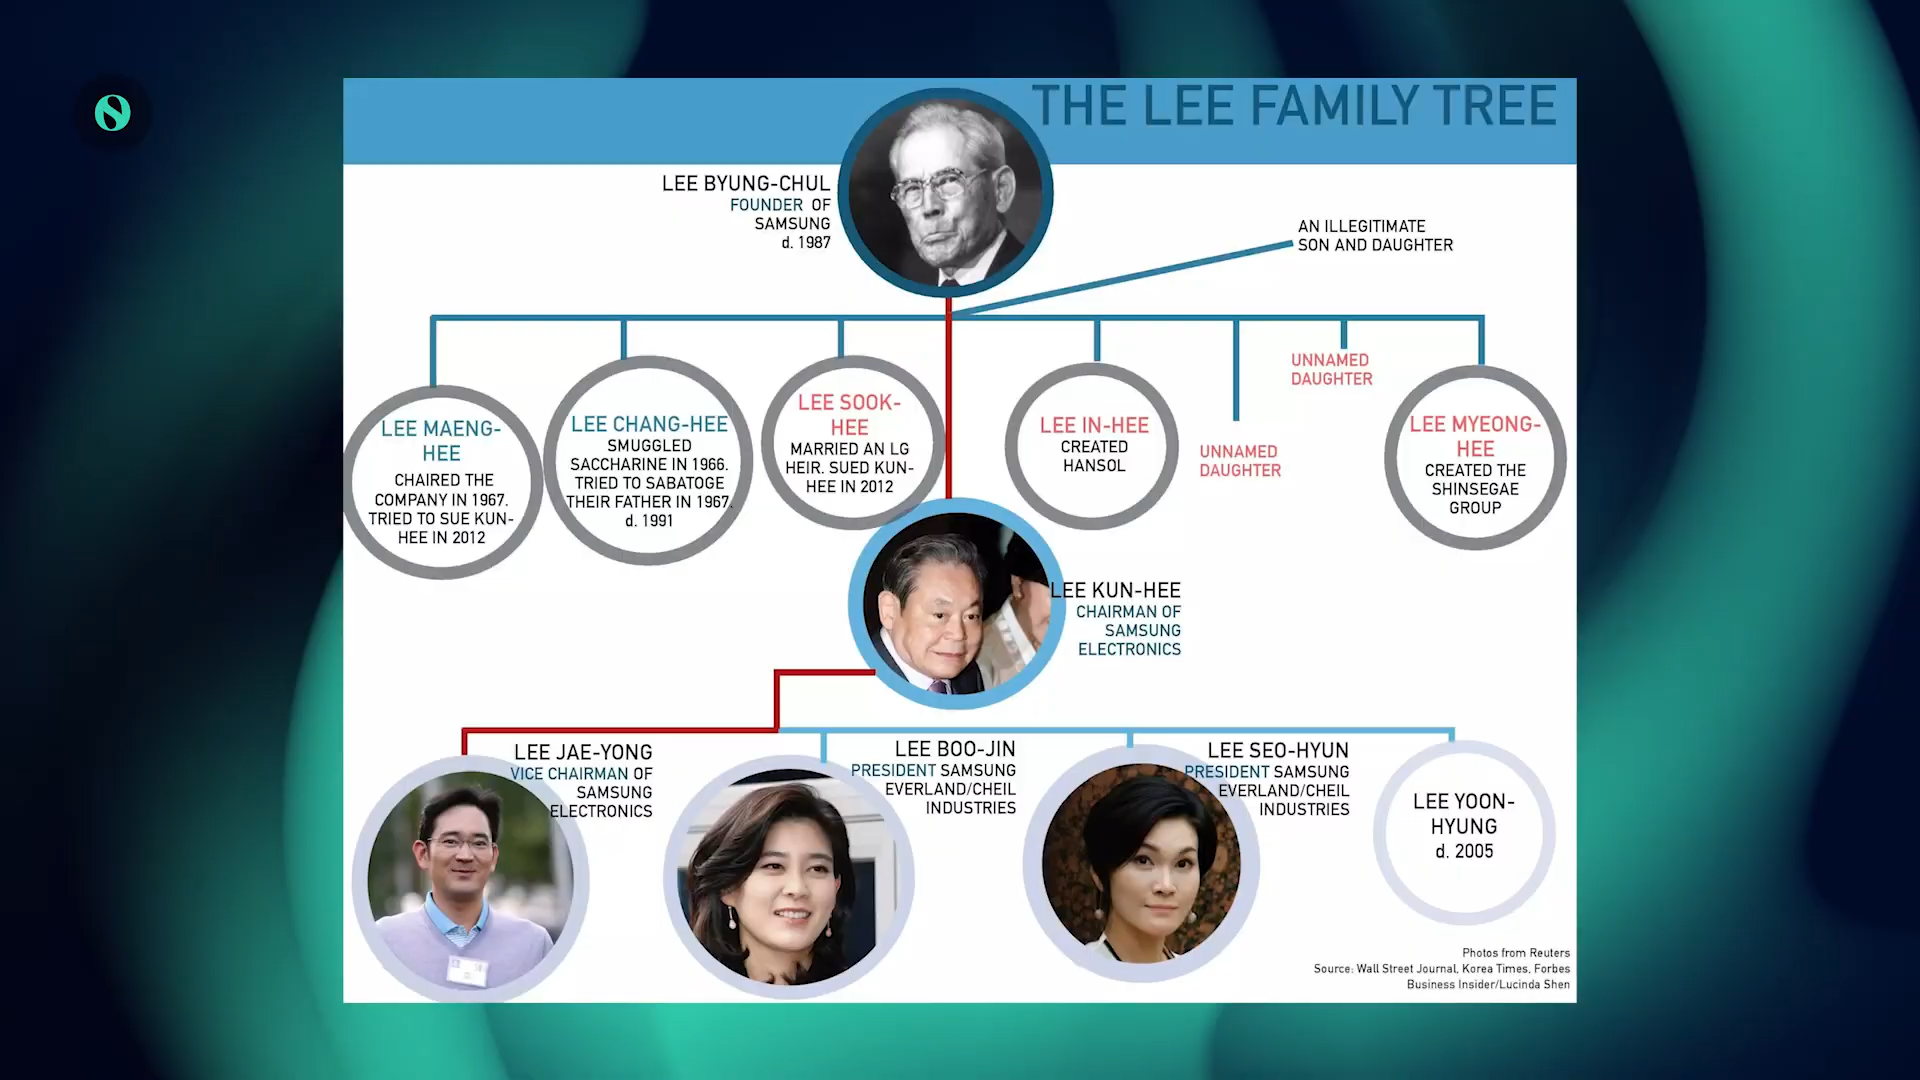 THE LEE FAMILY TREE
LEE BYUNG-CHUL
FOUNDER OF
SAMSUNG
d. 1987
AN ILLEGITIMATE
SON AND DAUGHTER
LEE MAENG-
HEE
CHAIRED THE
COMPANY IN 1967.
TRIED TO SUE KUN-
HEE IN 2012
LEE CHANG-HEE
SMUGGLED
SACCHARINE IN 1966.
TRIED TO SABATOGE
THEIR FATHER IN 1967.
d. 1991
LEE SOOK-
HEE
MARRIED AN LG
HEIR. SUED KUN-
HEE IN 2012
LEE IN-HEE
CREATED
HANSOL
UNNAMED
DAUGHTER
UNNAMED
DAUGHTER
LEE MYEONG-
HEE
CREATED THE
SHINSEGAE
GROUP
LEE KUN-HEE
CHAIRMAN OF
SAMSUNG
ELECTRONICS
LEE JAE-YONG
VICE CHAIRMAN OF
SAMSUNG
ELECTRONICS
LEE BOO-JIN
PRESIDENT SAMSUNG
EVERLAND/CHEIL
INDUSTRIES
LEE SEO-HYUN
PRESIDENT SAMSUNG
EVERLAND/CHEIL
INDUSTRIES
LEE YOON-
HYUNG
d. 2005
Photos from Reuters
Source: Wall Street Journal, Korea Times, Forbes
Business Insider/Lucinda Shen